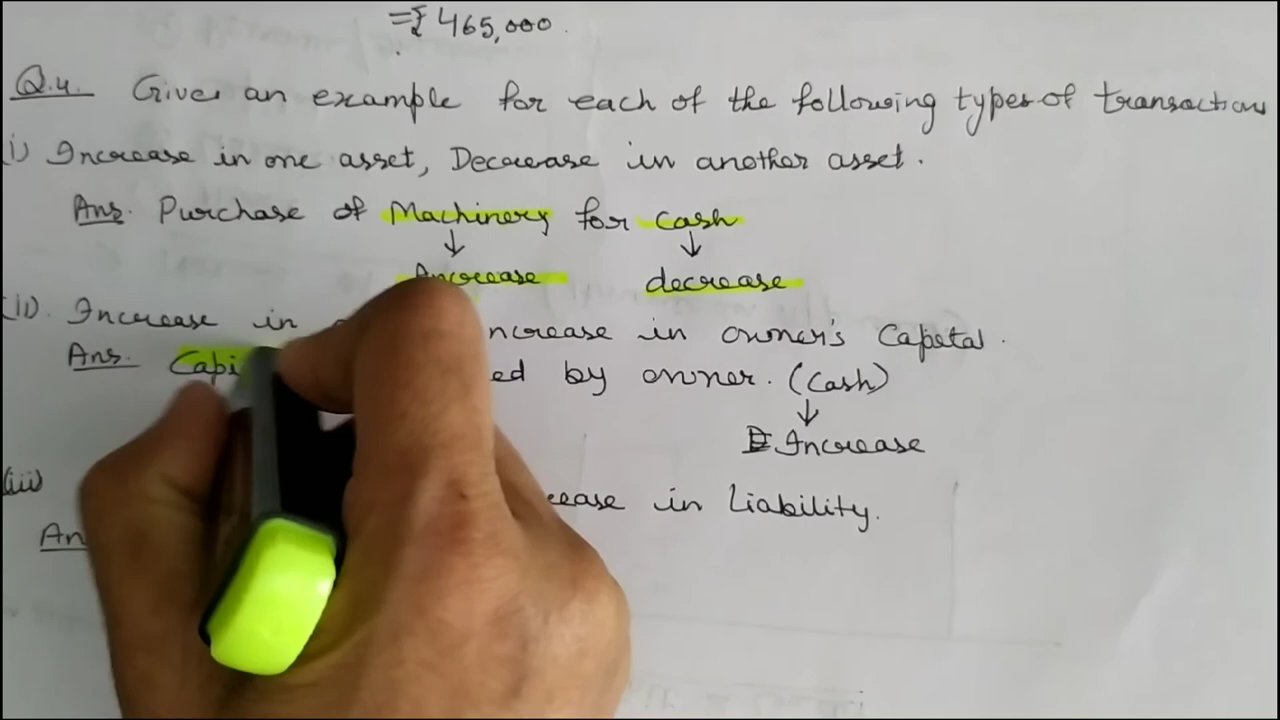 =₹ 465,000.
Q.4. Give an example for each of the following types of transaction
(i) Increase in one asset, Decrease in another asset.
Ans. Purchase of Machinery for cash
↓ ↓
Increase decrease
(ii). Increase in ncrease in owner's Capital.
Ans. Capi ed by owner. (Cash)
↓
Increase
(iii) ease in Liability.
An